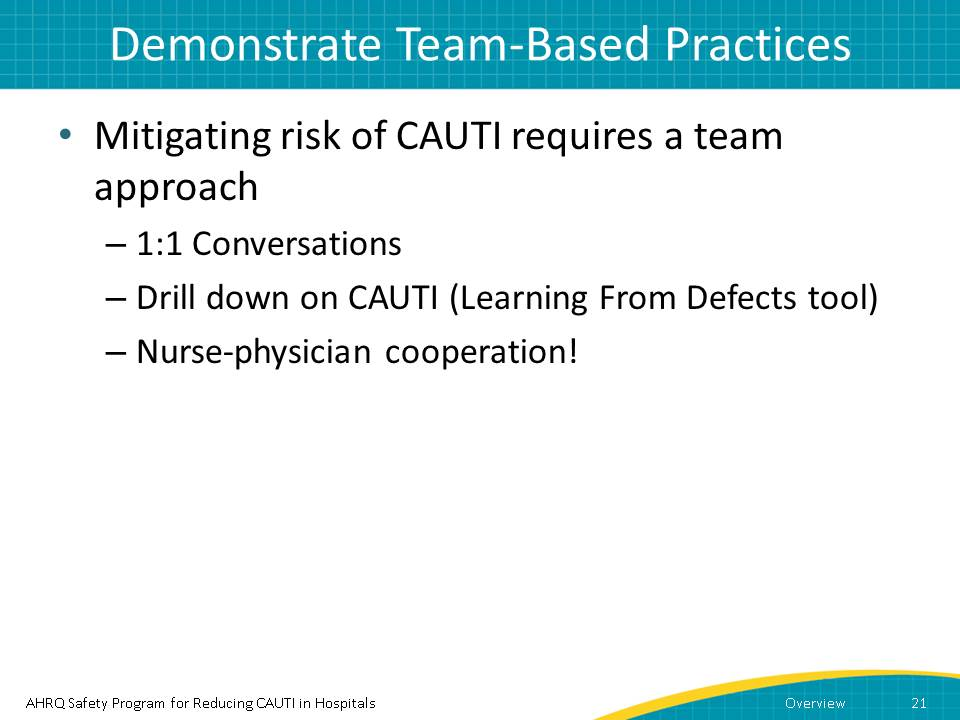 Demonstrate Team-Based Practices
• Mitigating risk of CAUTI requires a team
approach
– 1:1 Conversations
– Drill down on CAUTI (Learning From Defects tool)
– Nurse-physician cooperation!
AHRQ Safety Program for Reducing CAUTI in Hospitals
Overview
21